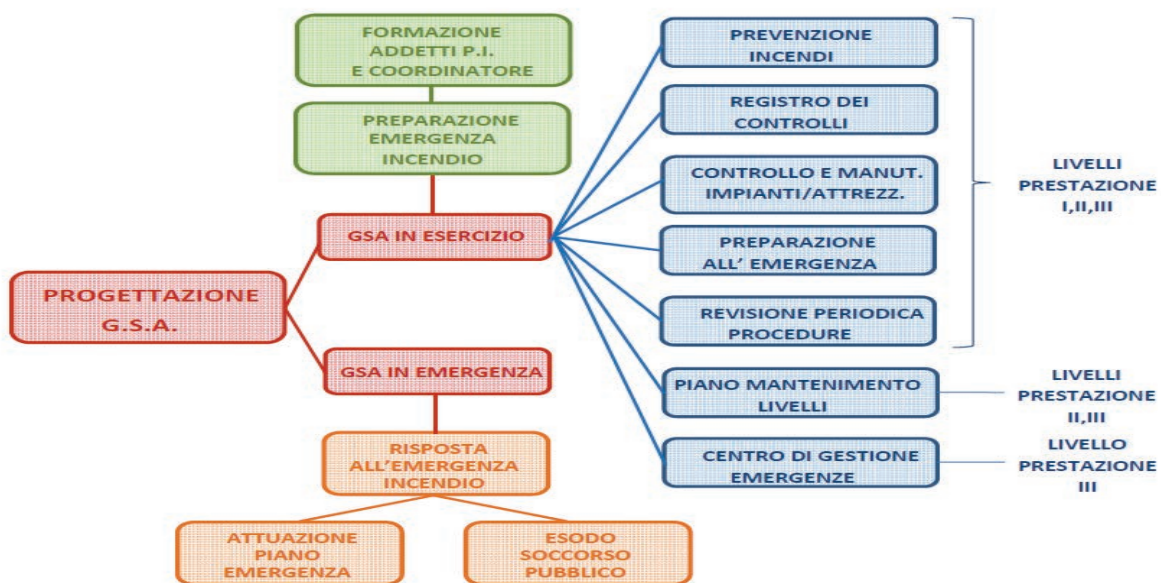 FORMAZIONE
ADDETTI P.I.
E COORDINATORE
PREPARAZIONE
EMERGENZA
INCENDIO
GSA IN ESERCIZIO
PROGETTAZIONE
G.S.A.
GSA IN EMERGENZA
RISPOSTA
ALL'EMERGENZA
INCENDIO
ATTUAZIONE
PIANO
EMERGENZA
ESODO
SOCCORSO
PUBBLICO
PREVENZIONE
INCENDI
REGISTRO DEI
CONTROLLI
CONTROLLO E MANUT.
IMPIANTI/ATTREZZ.
PREPARAZIONE
ALL' EMERGENZA
REVISIONE PERIODICA
PROCEDURE
PIANO MANTENIMENTO
LIVELLI
CENTRO DI GESTIONE
EMERGENZE
LIVELLI
PRESTAZIONE
I,II,III
LIVELLI
PRESTAZIONE
II,III
LIVELLO
PRESTAZIONE
III